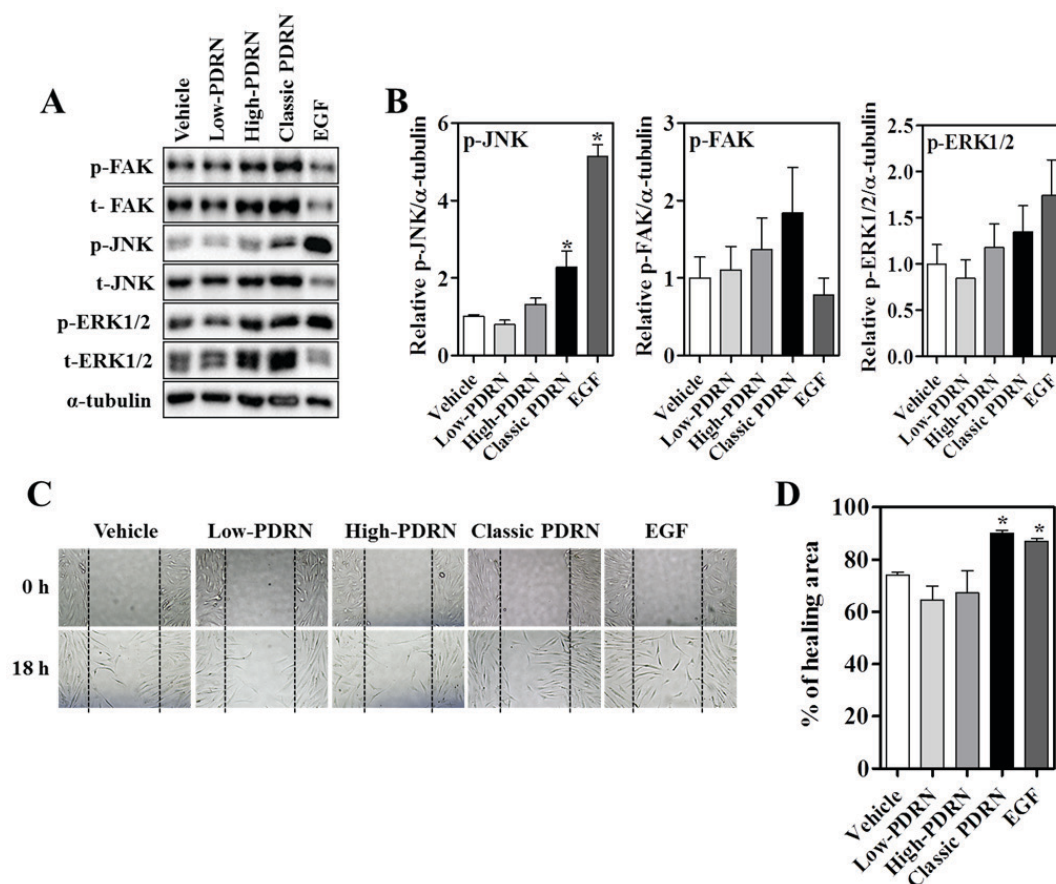 A
Vehicle
Low-PDRN
High-PDRN
Classic PDRN
EGF
p-FAK
t- FAK
p-JNK
t-JNK
p-ERK1/2
t-ERK1/2
α-tubulin
B
Relative p-JNK/α-tubulin
p-JNK
6
4
2
0
*
*
Vehicle
Low-PDRN
High-PDRN
Classic PDRN
EGF
Relative p-FAK/α-tubulin
p-FAK
3
2
1
0
Vehicle
Low-PDRN
High-PDRN
Classic PDRN
EGF
Relative p-ERK1/2/α-tubulin
p-ERK1/2
2.5
2.0
1.5
1.0
0.5
0.0
Vehicle
Low-PDRN
High-PDRN
Classic PDRN
EGF
C
Vehicle Low-PDRN High-PDRN Classic PDRN EGF
0 h
18 h
D
% of healing area
100
80
60
40
20
0
* *
Vehicle
Low-PDRN
High-PDRN
Classic PDRN
EGF